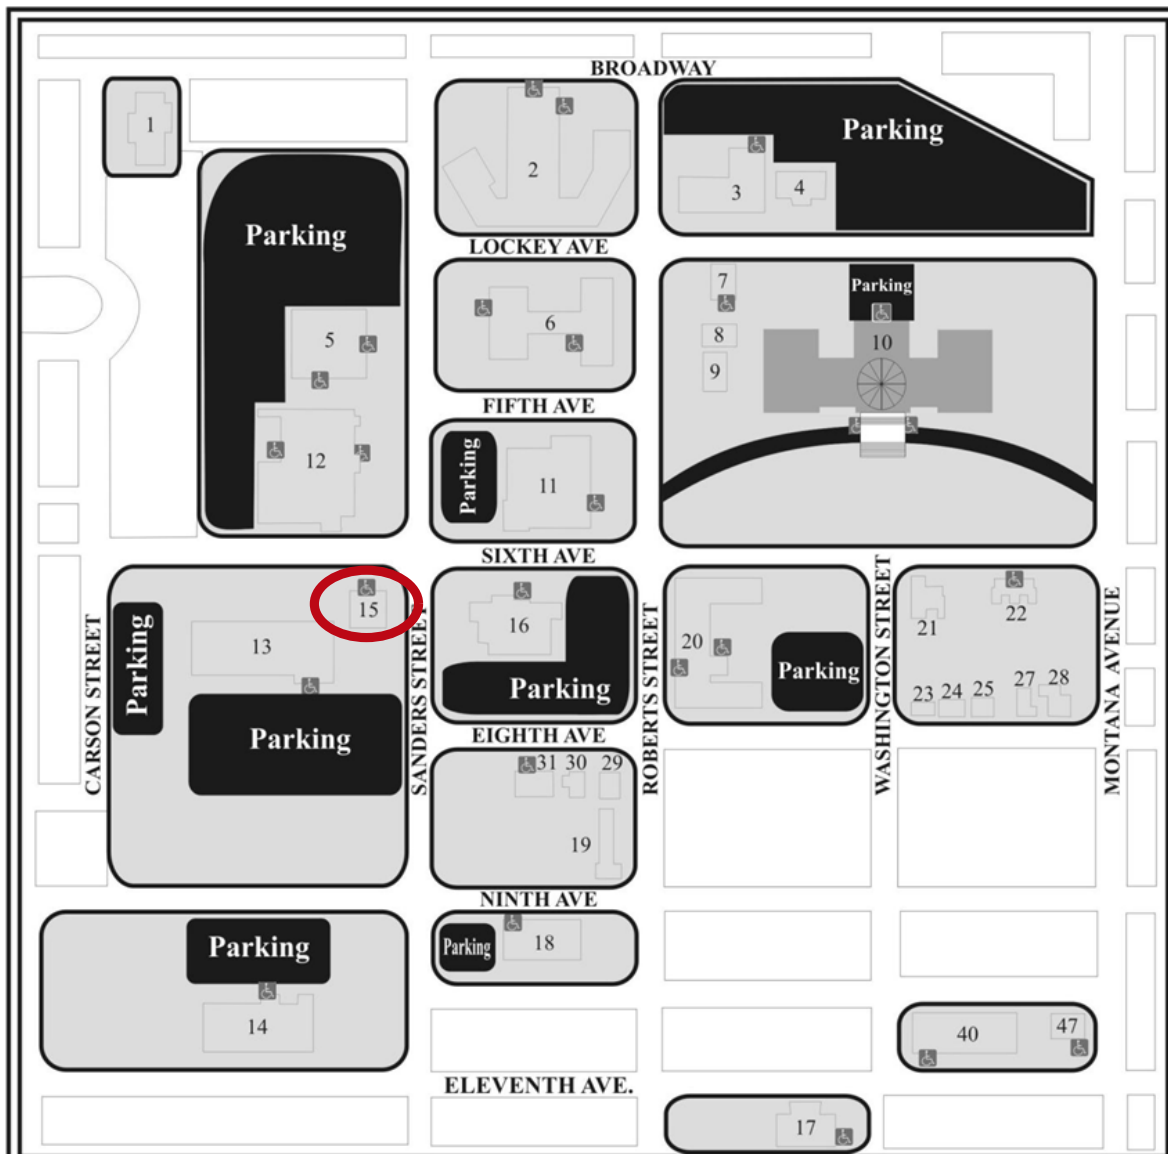 BROADWAY
1
2
Parking
3
4
Parking
LOCKEY AVE
7
Parking
5
6
8
10
9
FIFTH AVE
12
Parking
11
SIXTH AVE
CARSON STREET
Parking
13
15
SANDERS STREET
16
Parking
ROBERTS STREET
20
Parking
WASHINGTON STREET
21
22
23
24
25
27
28
MONTANA AVENUE
Parking
EIGHTH AVE
31
30
29
19
NINTH AVE
Parking
Parking
18
14
40
47
ELEVENTH AVE.
17